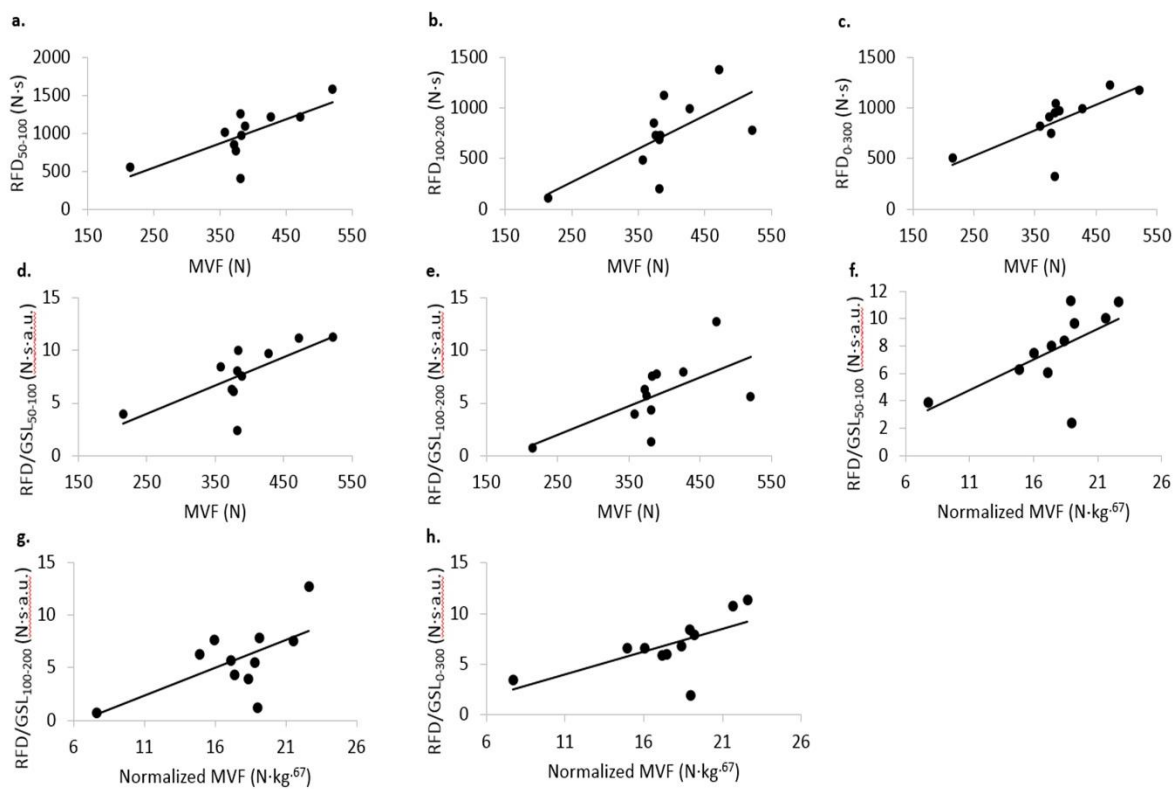 a.
RFD50-100 (N·s)
2000
1500
1000
500
0
150 250 350 450 550
MVF (N)
b.
RFD100-200 (N·s)
1500
1000
500
0
150 250 350 450 550
MVF (N)
c.
RFD0-300 (N·s)
1500
1000
500
0
150 250 350 450 550
MVF (N)
d.
RFD/GSL50-100 (N·s·a.u.)
15
10
5
0
150 250 350 450 550
MVF (N)
e.
RFD/GSL100-200 (N·s·a.u.)
15
10
5
0
150 250 350 450 550
MVF (N)
f.
RFD/GSL50-100 (N·s·a.u.)
12
10
8
6
4
2
0
6 11 16 21 26
Normalized MVF (N·kg.67)
g.
RFD/GSL100-200 (N·s·a.u.)
15
10
5
0
6 11 16 21 26
Normalized MVF (N·kg.67)
h.
RFD/GSL0-300 (N·s·a.u.)
15
10
5
0
6 11 16 21 26
Normalized MVF (N·kg.67)